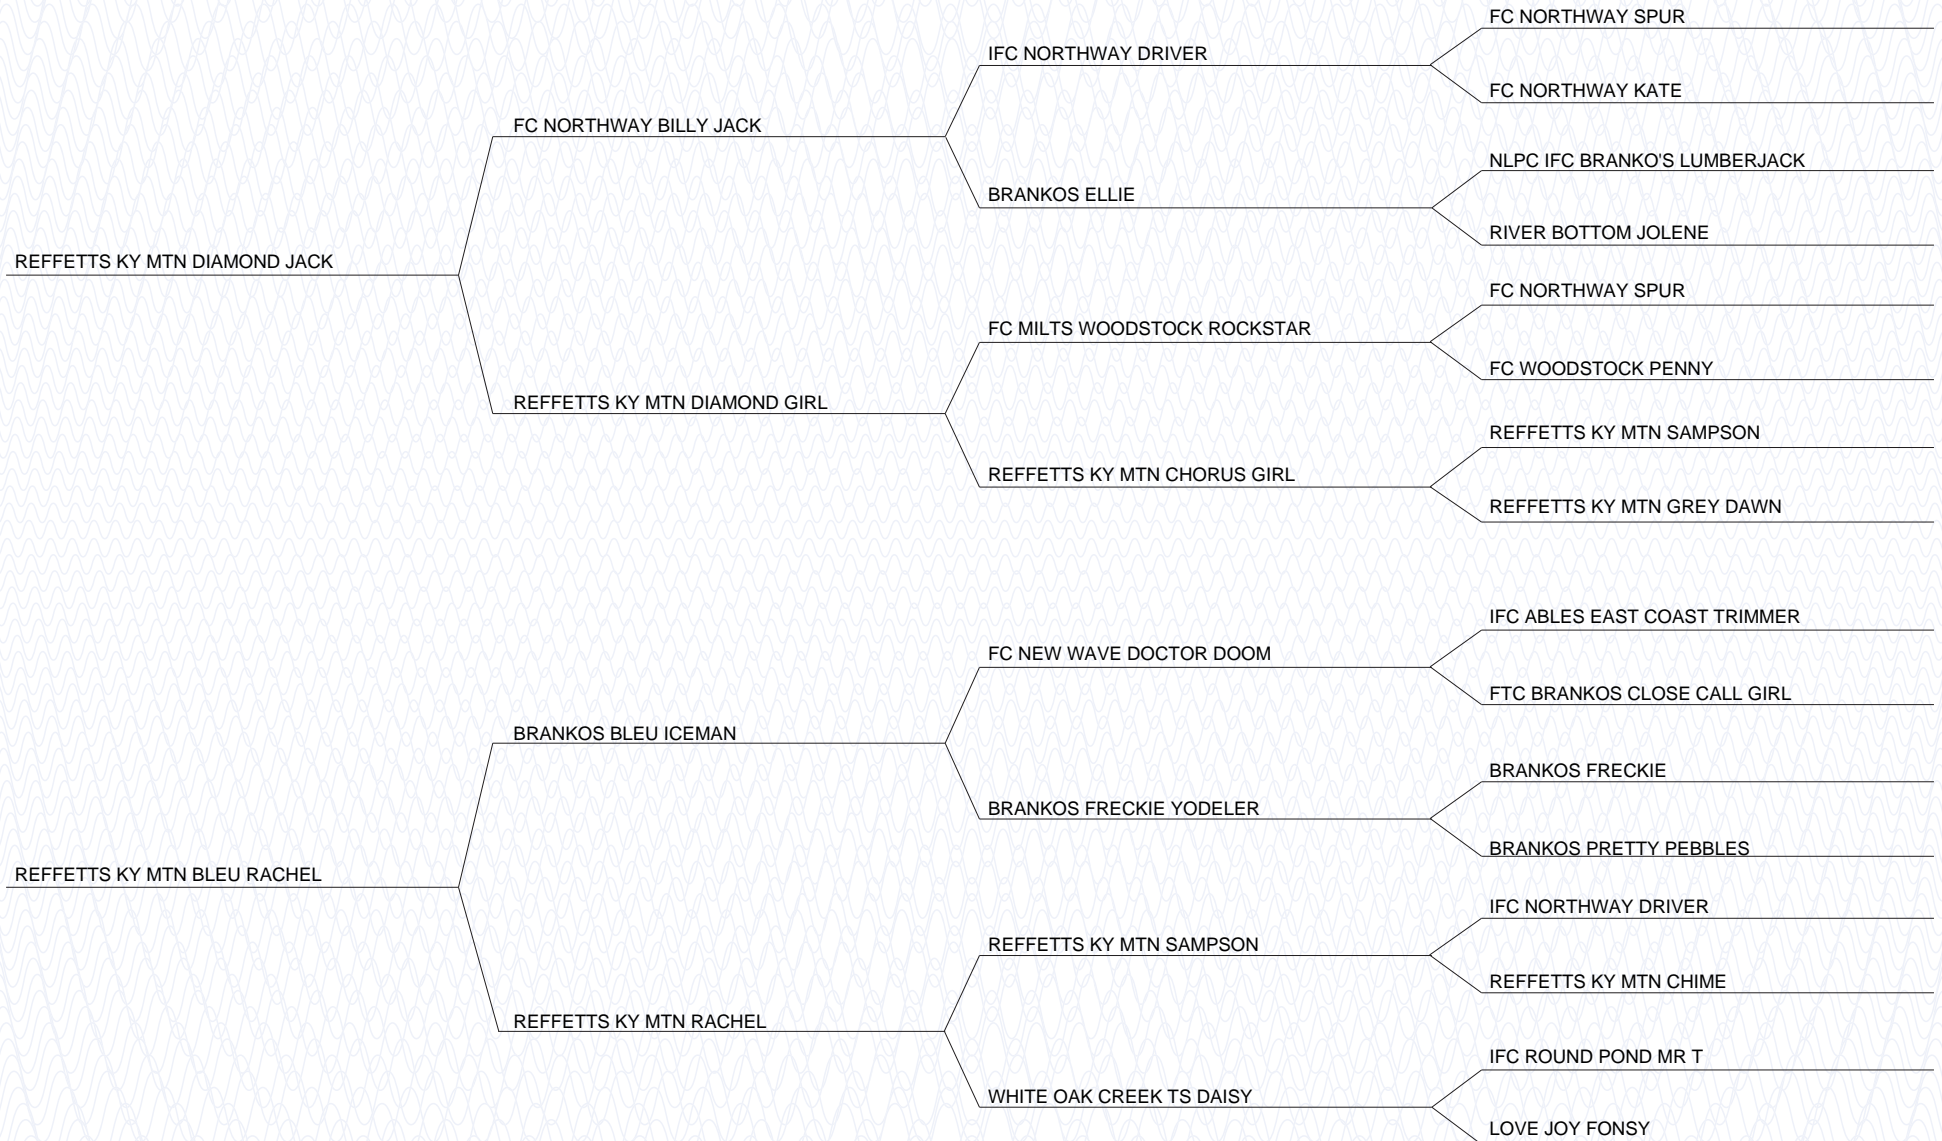 FC NORTHWAY SPUR
IFC NORTHWAY DRIVER
FC NORTHWAY KATE
FC NORTHWAY BILLY JACK
NLPC IFC BRANKO'S LUMBERJACK
BRANKOS ELLIE
RIVER BOTTOM JOLENE
REFFETTS KY MTN DIAMOND JACK
FC NORTHWAY SPUR
FC MILTS WOODSTOCK ROCKSTAR
FC WOODSTOCK PENNY
REFFETTS KY MTN DIAMOND GIRL
REFFETTS KY MTN SAMPSON
REFFETTS KY MTN CHORUS GIRL
REFFETTS KY MTN GREY DAWN
IFC ABLES EAST COAST TRIMMER
FC NEW WAVE DOCTOR DOOM
FTC BRANKOS CLOSE CALL GIRL
BRANKOS BLEU ICEMAN
BRANKOS FRECKIE
BRANKOS FRECKIE YODELER
BRANKOS PRETTY PEBBLES
REFFETTS KY MTN BLEU RACHEL
IFC NORTHWAY DRIVER
REFFETTS KY MTN SAMPSON
REFFETTS KY MTN CHIME
REFFETTS KY MTN RACHEL
IFC ROUND POND MR T
WHITE OAK CREEK TS DAISY
LOVE JOY FONSY